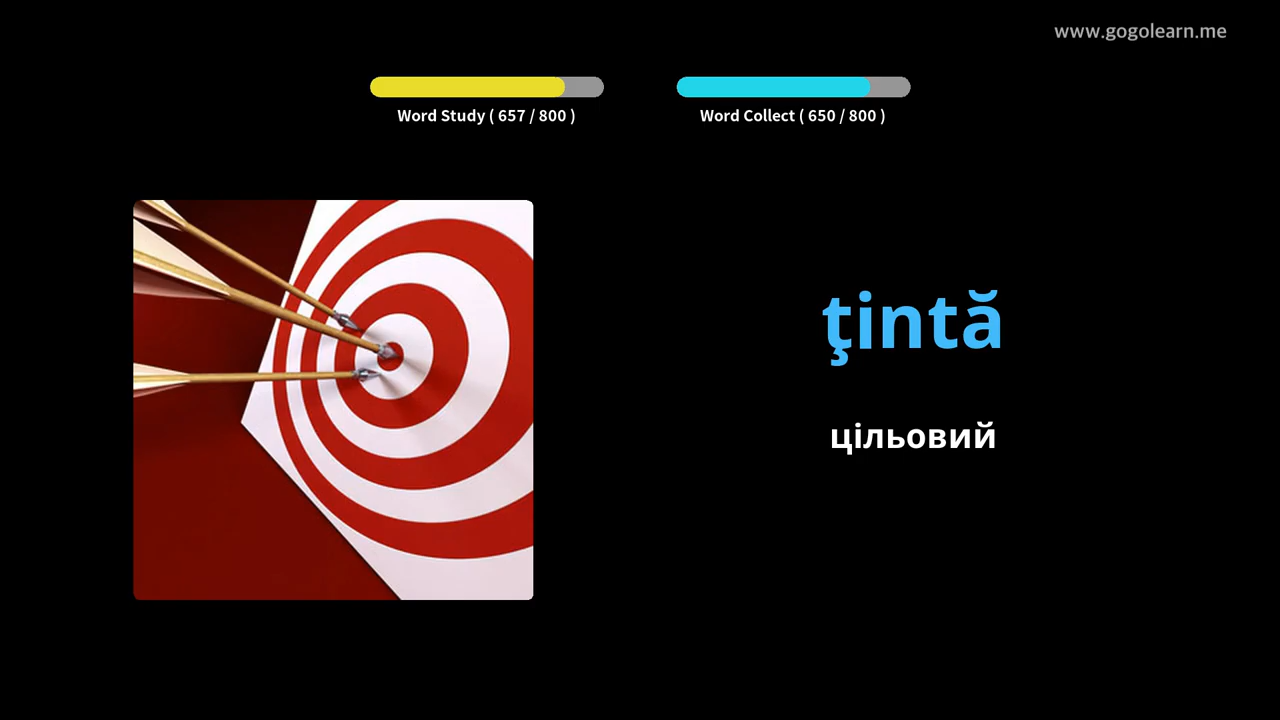 www.gogolearn.me
Word Study ( 657 / 800 )
Word Collect ( 650 / 800 )
ţintă
цільовий